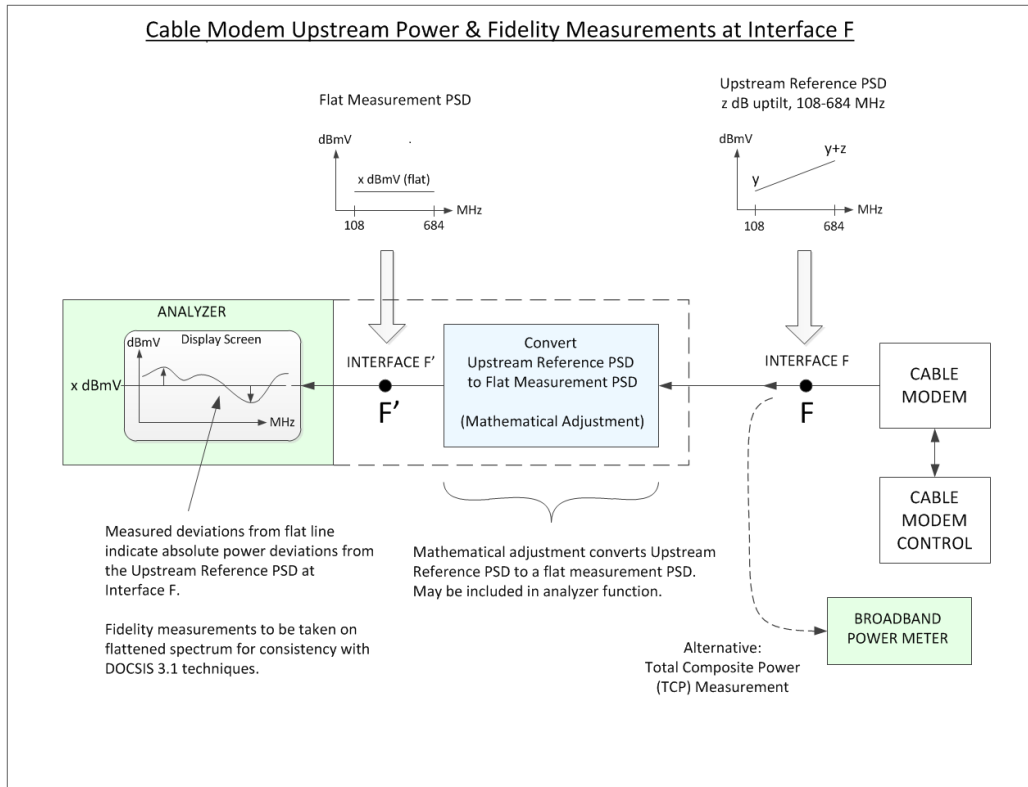 Cable Modem Upstream Power & Fidelity Measurements at Interface F
Flat Measurement PSD
dBmV
x dBmV (flat)
MHz
108
684
Upstream Reference PSD
z dB uptilt, 108-684 MHz
dBmV
y
y+z
MHz
108
684
ANALYZER
Display Screen
dBmV
x dBmV
MHz
INTERFACE F'
F'
Convert
Upstream Reference PSD
to Flat Measurement PSD
(Mathematical Adjustment)
INTERFACE F
F
CABLE
MODEM
CABLE
MODEM
CONTROL
Measured deviations from flat line
indicate absolute power deviations from
the Upstream Reference PSD at
Interface F.
Fidelity measurements to be taken on
flattened spectrum for consistency with
DOCSIS 3.1 techniques.
Mathematical adjustment converts Upstream
Reference PSD to a flat measurement PSD.
May be included in analyzer function.
Alternative:
Total Composite Power
(TCP) Measurement
BROADBAND
POWER METER